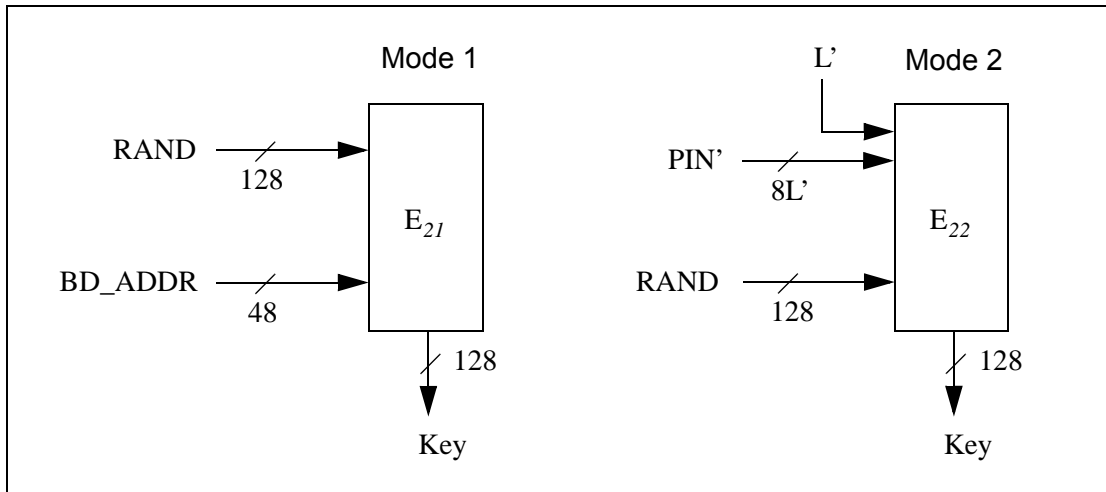 Mode 1
RAND
128
E21
BD_ADDR
48
128
Key
L’
Mode 2
PIN’
8L’
E22
RAND
128
128
Key